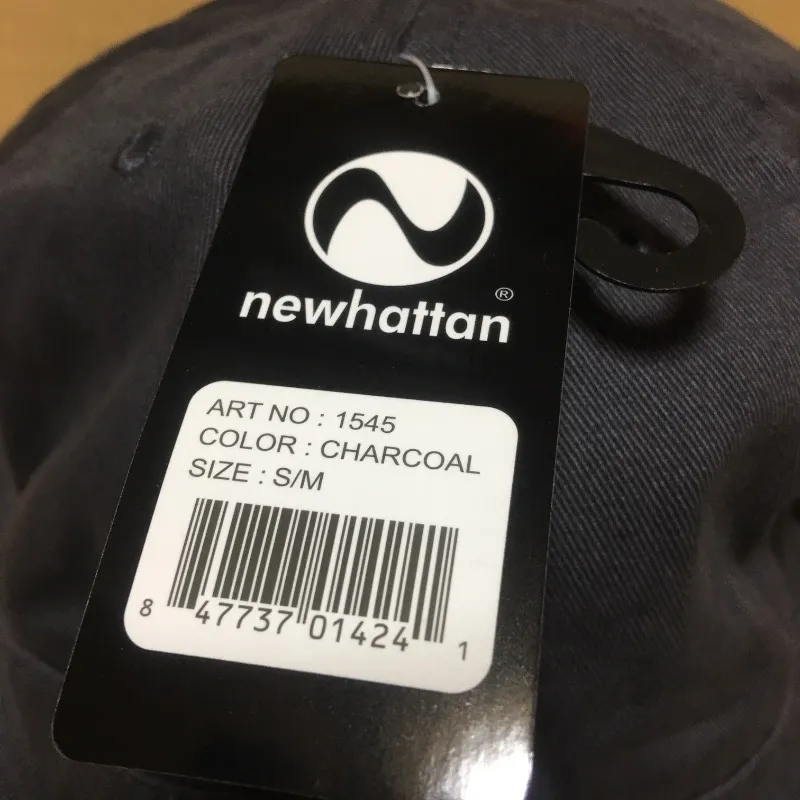 ®
newhattan
ART NO : 1545
COLOR : CHARCOAL
SIZE : S/M
8 47737 01424 1